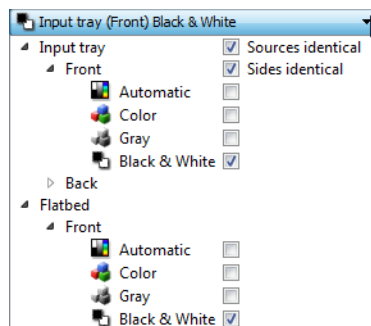 Input tray (Front) Black & White
Input tray Sources identical
Front Sides identical
Automatic
Color
Gray
Black & White
Back
Flatbed
Front
Automatic
Color
Gray
Black & White